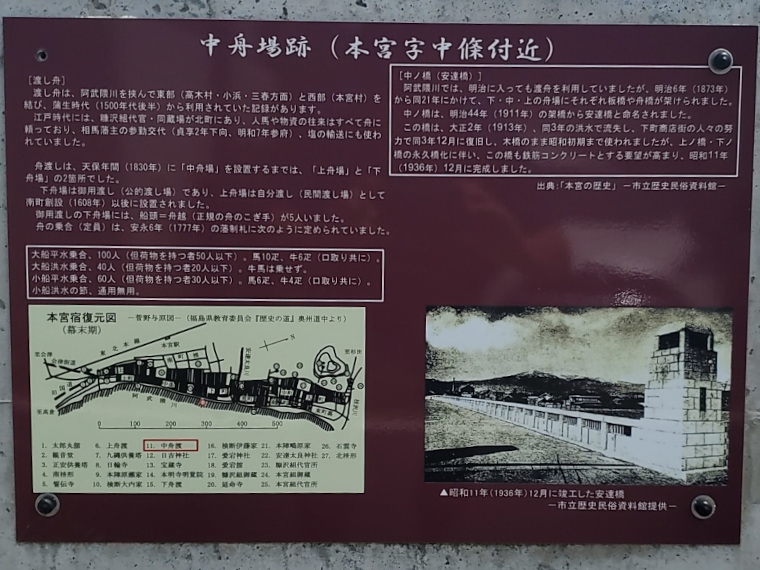 中舟場跡（本宮字中條付近）
[渡し舟]
渡し舟は、阿武隈川を挟んで東部（高木村・小浜・三春方面）と西部（本宮村）を
結び、蒲生時代（1500年代後半）から利用されていた記録があります。
江戸時代には、糠沢組代官・同蔵場が北町にあり、人馬や物資の往来はすべて舟に
頼っており、相馬藩主の参勤交代（貞享2年下向、明和7年参府）、塩の輸送にも使わ
れていました。
舟渡しは、天保年間（1830年）に「中舟場」を設置するまでは、「上舟場」と「下
舟場」の2箇所でした。
下舟場は御用渡し（公的渡し場）であり、上舟場は自分渡し（民間渡し場）として
南町創設（1608年）以後に設置されました。
御用渡しの下舟場には、船頭＝舟越（正規の舟のこぎ手）が5人いました。
舟の乗合（定員）は、安永6年（1777年）の藩制札に次のように定められていました。
大船平水乗合、100人（但荷物を持つ者50人以下）。馬10疋、牛6疋（口取り共に）。
大船洪水乗合、40人（但荷物を持つ者20人以下）。牛馬は乗せず。
小船平水乗合、60人（但荷物を持つ者30人以下）。馬6疋、牛4疋（口取り共に）。
小船洪水の節、通用無用。
[中ノ橋（安達橋）]
阿武隈川では、明治に入っても渡舟を利用していましたが、明治6年（1873年）
から同21年にかけて、下・中・上の舟場にそれぞれ板橋や舟橋が架けられました。
中ノ橋は、明治44年（1911年）の架橋から安達橋と命名されました。
この橋は、大正2年（1913年）、同3年の洪水で流失し、下町商店街の人々の努
力で同3年12月に復旧し、木橋のまま昭和初期まで使われましたが、上ノ橋・下ノ
橋の永久橋化に伴い、この橋も鉄筋コンクリートとする要望が高まり、昭和11年
（1936年）12月に完成しました。
出典：「本宮の歴史」－市立歴史民俗資料館－
本宮宿復元図 －菅野与原図－（福島県教育委員会『歴史の道』奥州道中より）
（幕末期）
至会津
会津街道
東北本線
本宮駅
安達太良川
至高倉
阿武隈川
N
0 100 200 300 400 500
1. 太郎丸館 6. 上舟渡 11. 中舟渡 16. 検断伊藤家 21. 本陣鴫原家 26. 石雲寺
2. 観音堂 7. 九縄供養塔 12. 日吉神社 17. 愛宕神社 22. 安達太良神社 27. 北桝形
3. 正安供養塔 8. 日輪寺 13. 宝蔵寺 18. 愛宕館 23. 糠沢組代官所
4. 南桝形 9. 本陣原瀬家 14. 本明寺明覚院 19. 糠沢組御蔵 24. 本宮組御蔵
5. 誓伝寺 10. 検断大内家 15. 下舟渡 20. 延命寺 25. 本宮組代官所
▲昭和11年（1936年）12月に竣工した安達橋
－市立歴史民俗資料館提供－